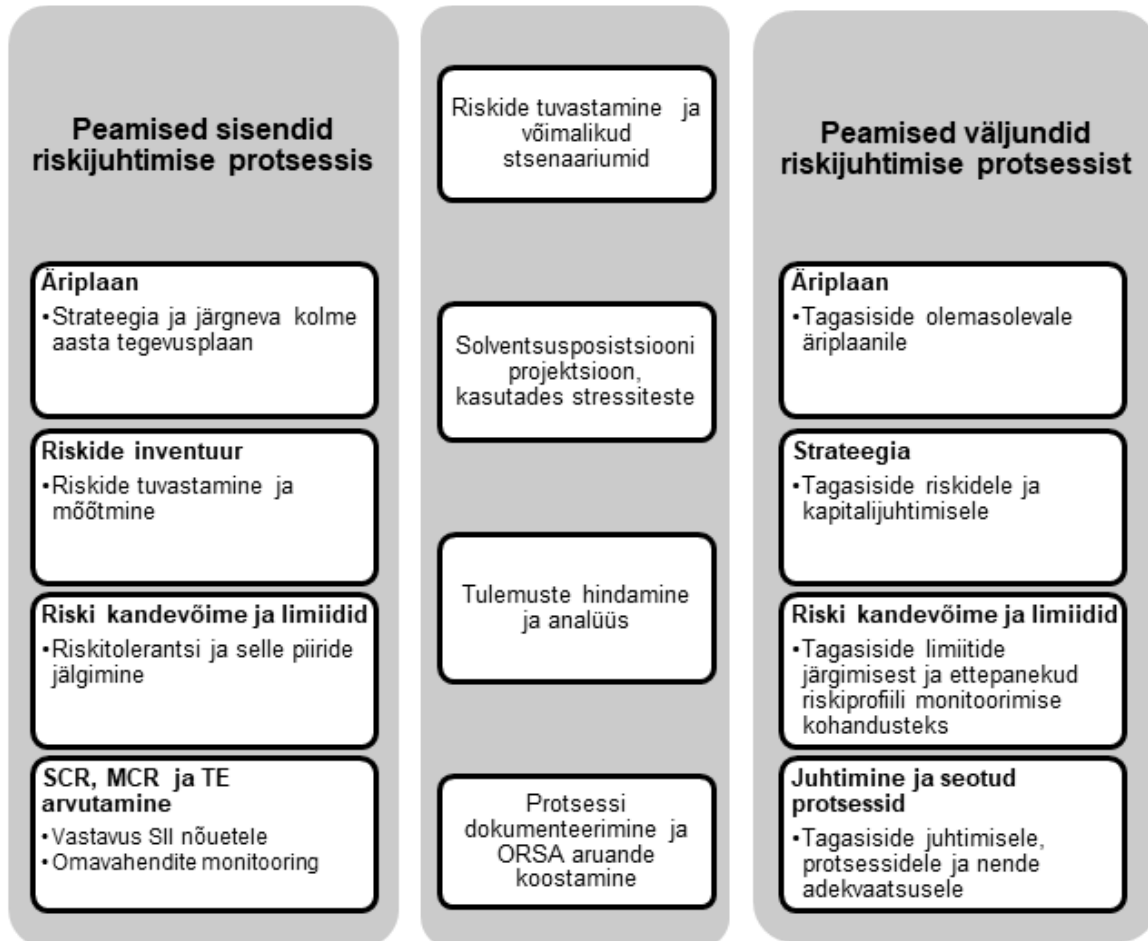 Peamised sisendid
riskijuhtimise protsessis
Äriplaan
•Strateegia ja järgneva kolme
aasta tegevusplaan
Riskide inventuur
•Riskide tuvastamine ja
mõõtmine
Riski kandevõime ja limiidid
•Riskitolerantsi ja selle piiride
jälgimine
SCR, MCR ja TE
arvutamine
•Vastavus SII nõuetele
•Omavahendite monitooring
Riskide tuvastamine ja
võimalikud
stsenaariumid
Solventsusposistsiooni
projektsioon,
kasutades stressiteste
Tulemuste hindamine
ja analüüs
Protsessi
dokumenteerimine ja
ORSA aruande
koostamine
Peamised väljundid
riskijuhtimise protsessist
Äriplaan
•Tagasiside olemasolevale
äriplaanile
Strateegia
•Tagasiside riskidele ja
kapitalijuhtimisele
Riski kandevõime ja limiidid
•Tagasiside limiitide
järgimisest ja ettepanekud
riskiprofiili monitoorimise
kohandusteks
Juhtimine ja seotud
protsessid
•Tagasiside juhtimisele,
protsessidele ja nende
adekvaatsusele